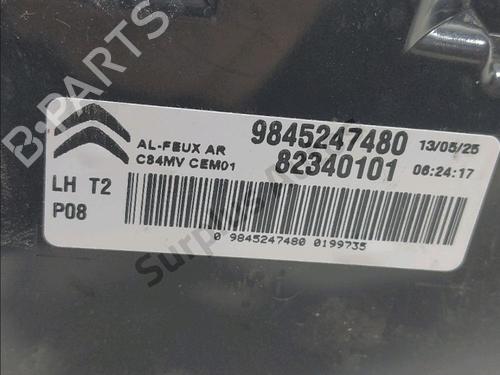 B-PARTS
AL-FEUX AR
C84MV CEM01
9845247480
82340101
13/05/25
06:24:17
LH T2
P08
0 9845247480 0199735